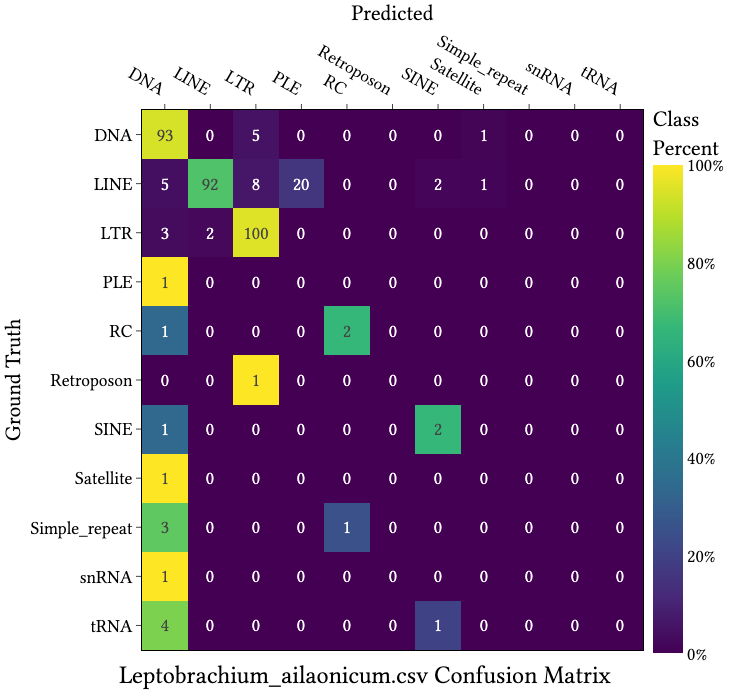 Predicted
DNA LINE LTR PLE RC Retroposon SINE Satellite Simple_repeat snRNA tRNA
Class
Percent
Ground Truth
DNA 93 0 5 0 0 0 0 1 0 0 0
LINE 5 92 8 20 0 0 2 1 0 0 0
LTR 3 2 100 0 0 0 0 0 0 0 0
PLE 1 0 0 0 0 0 0 0 0 0 0
RC 1 0 0 0 2 0 0 0 0 0 0
Retroposon 0 0 1 0 0 0 0 0 0 0 0
SINE 1 0 0 0 0 0 2 0 0 0 0
Satellite 1 0 0 0 0 0 0 0 0 0 0
Simple_repeat 3 0 0 0 1 0 0 0 0 0 0
snRNA 1 0 0 0 0 0 0 0 0 0 0
tRNA 4 0 0 0 0 0 1 0 0 0 0
100%
80%
60%
40%
20%
0%
Leptobrachium_ailaonicum.csv Confusion Matrix